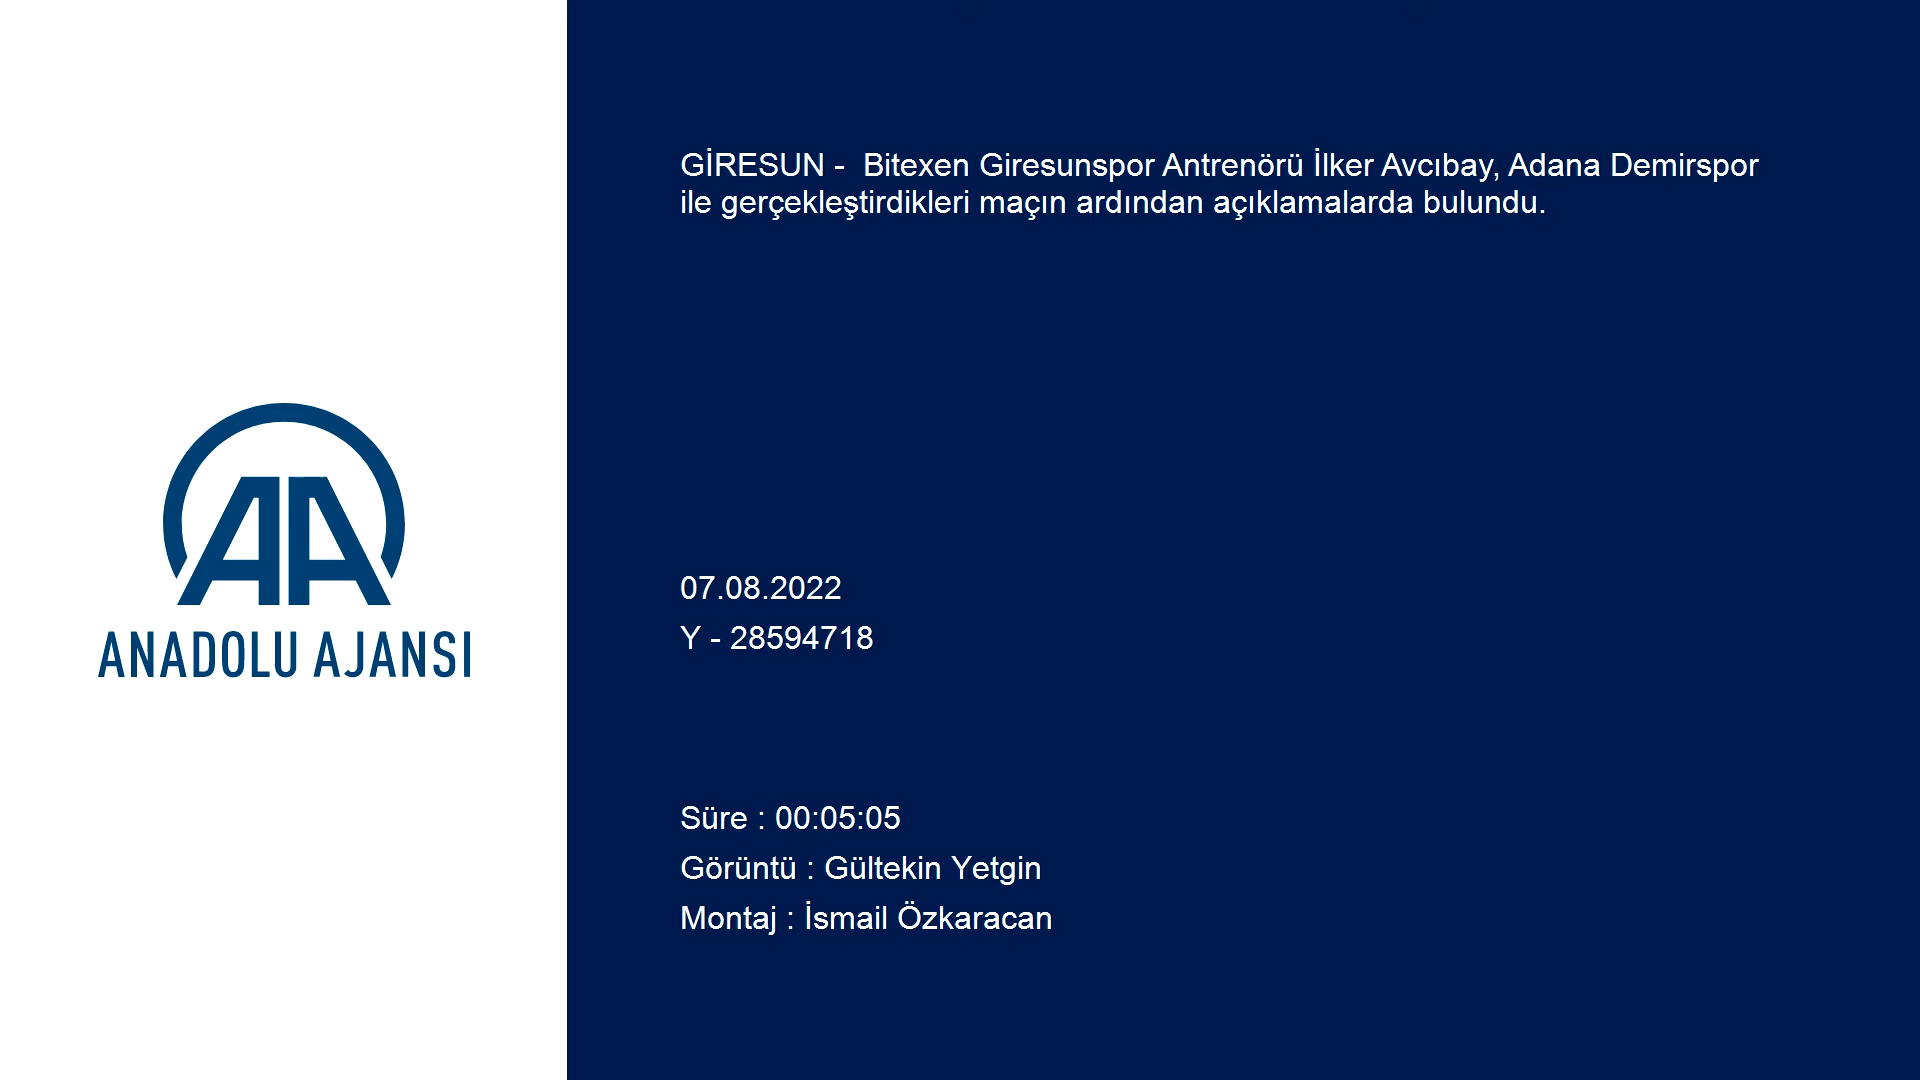 GİRESUN -  Bitexen Giresunspor Antrenörü İlker Avcıbay, Adana Demirspor
ile gerçekleştirdikleri maçın ardından açıklamalarda bulundu.
AA
ANADOLU AJANSI
07.08.2022
Y - 28594718
Süre : 00:05:05
Görüntü : Gültekin Yetgin
Montaj : İsmail Özkaracan